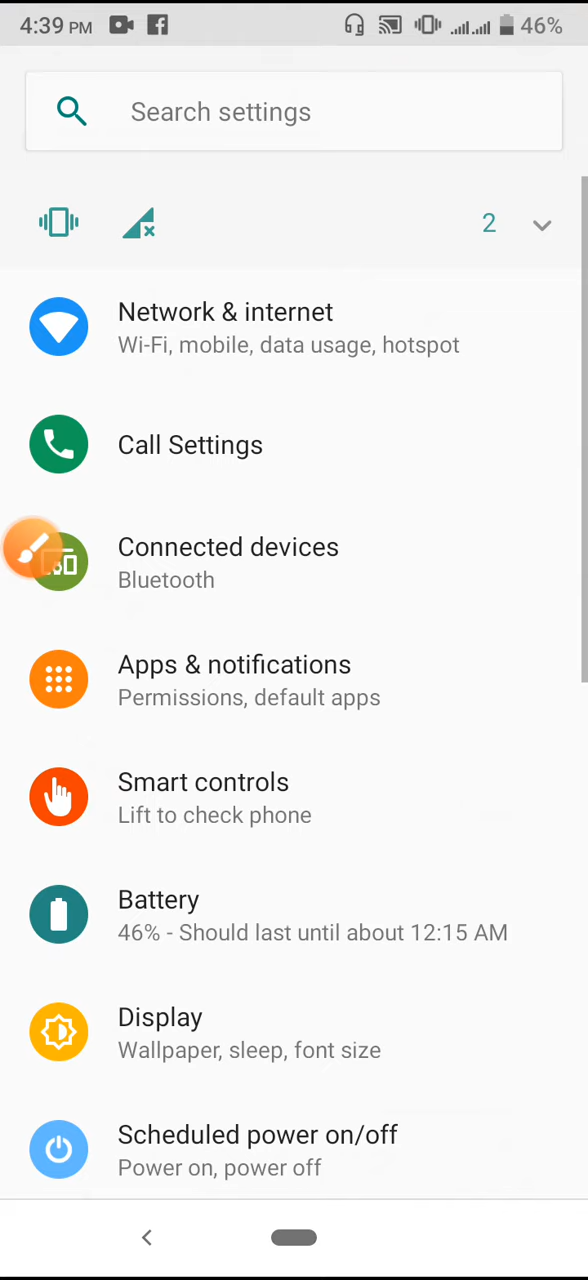 4:39 PM 46%
Search settings
2
Network & internet
Wi-Fi, mobile, data usage, hotspot
Call Settings
Connected devices
Bluetooth
Apps & notifications
Permissions, default apps
Smart controls
Lift to check phone
Battery
46% - Should last until about 12:15 AM
Display
Wallpaper, sleep, font size
Scheduled power on/off
Power on, power off